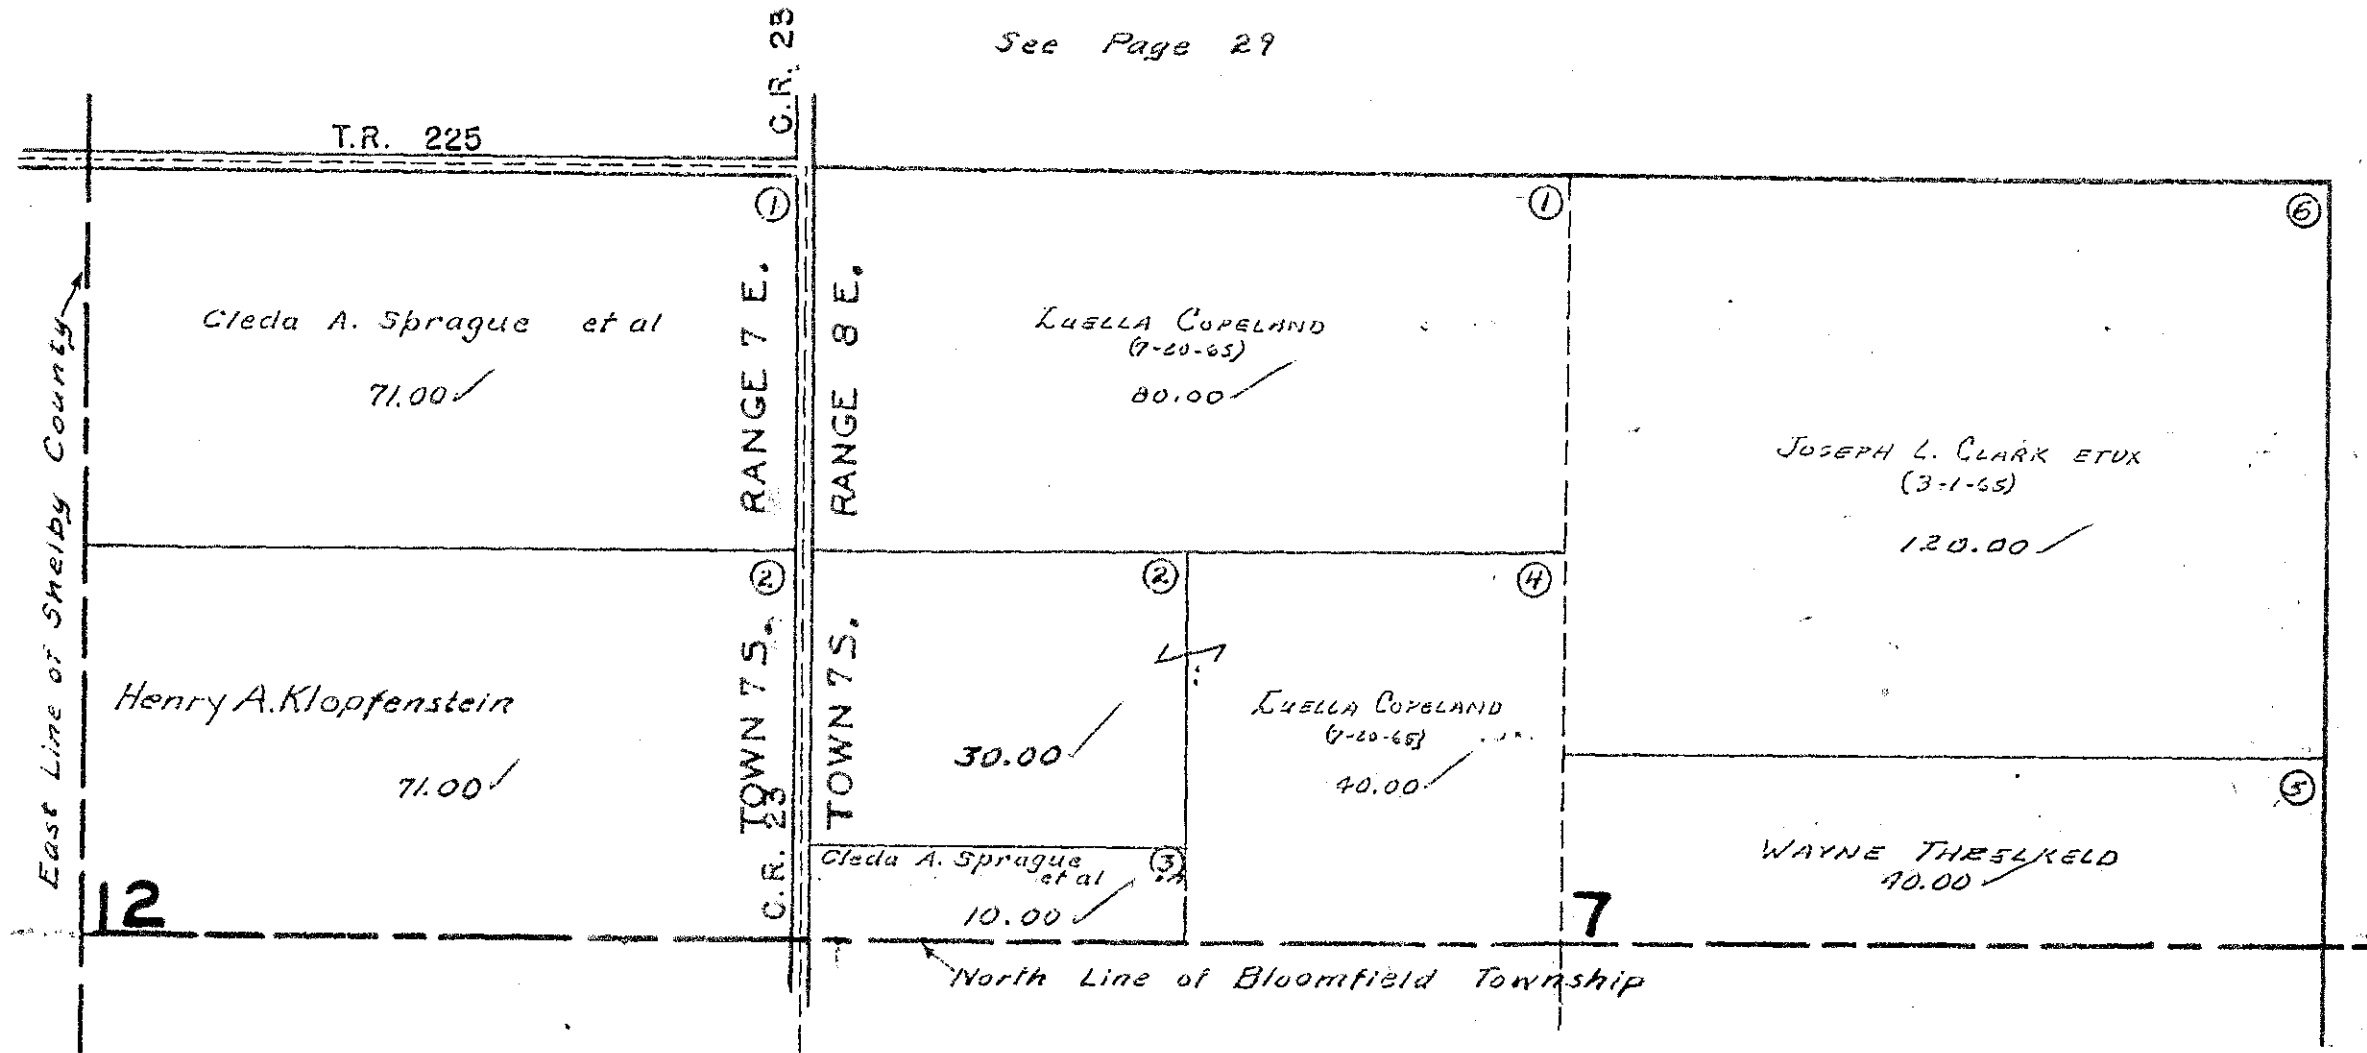 See Page 29
C.R. 25
T.R. 225
1
1
6
Cleda A. Sprague et al
71.00
RANGE 7 E.
RANGE 8 E.
LUELLA COPELAND
(7-20-65)
80.00
JOSEPH L. CLARK ETUX
(3-1-65)
120.00
East Line of Shelby County
2
2
4
Henry A. Klopfenstein
71.00
TOWN 7 S.
TOWN 7 S.
30.00
LUELLA COPELAND
(7-20-65)
40.00
5
WAYNE THRELKELD
40.00
C.R. 25
Cleda A. Sprague
et al
3
10.00
12
7
North Line of Bloomfield Township